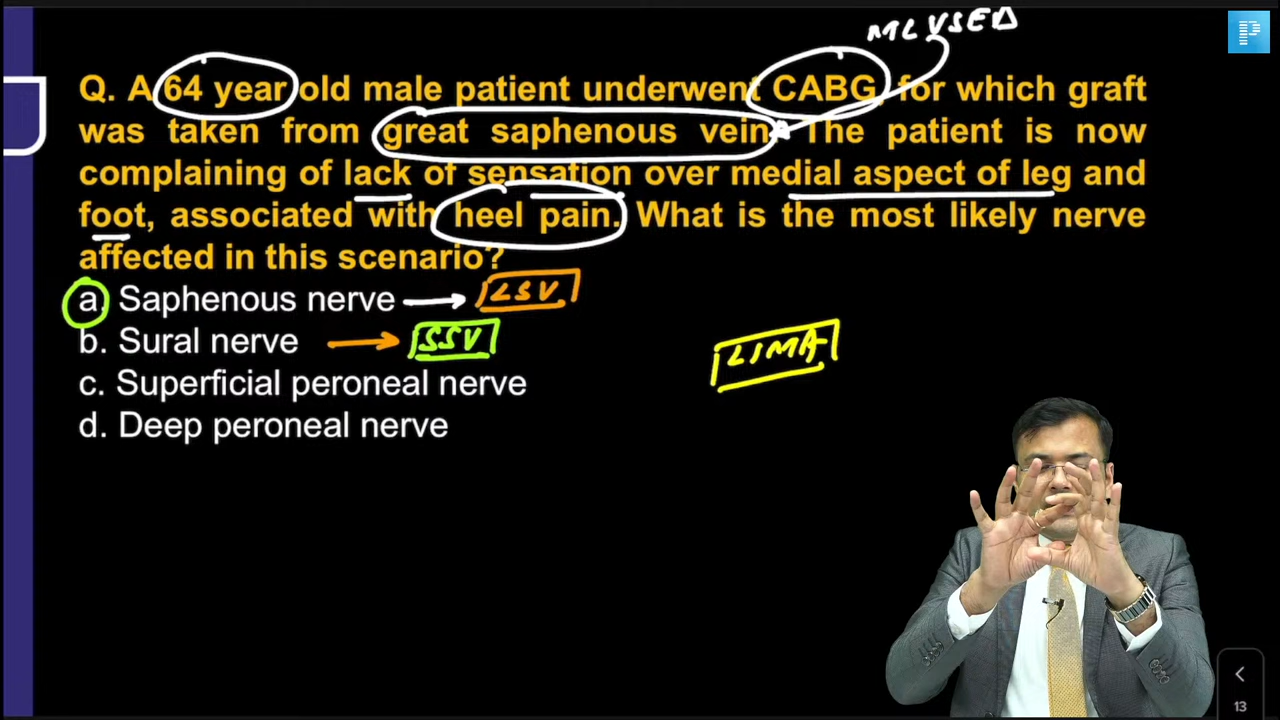 MC USED
P
Q. A 64 year old male patient underwent CABG, for which graft
was taken from great saphenous vein. The patient is now
complaining of lack of sensation over medial aspect of leg and
foot, associated with heel pain. What is the most likely nerve
affected in this scenario?
a. Saphenous nerve LSV
b. Sural nerve SSV
LIMA
c. Superficial peroneal nerve
d. Deep peroneal nerve
13